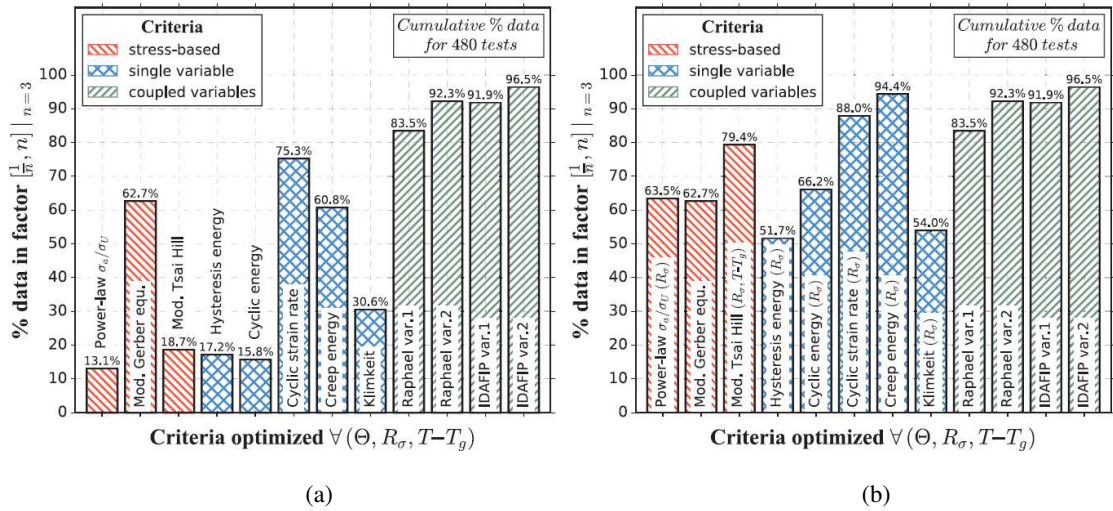 Criteria
stress-based
single variable
coupled variables
Cumulative % data
for 480 tests
% data in factor [1/n, n] | n = 3
100
90
80
70
60
50
40
30
20
10
0
13.1%
62.7%
18.7%
17.2%
15.8%
75.3%
60.8%
30.6%
83.5%
92.3%
91.9%
96.5%
Power-law σa/σU
Mod. Gerber equ.
Mod. Tsai Hill
Hysteresis energy
Cyclic energy
Cyclic strain rate
Creep energy
Klimkeit
Raphael var.1
Raphael var.2
IDAFIP var.1
IDAFIP var.2
Criteria optimized ∀ (Θ, Rσ, T−Tg)
(a)
Criteria
stress-based
single variable
coupled variables
Cumulative % data
for 480 tests
% data in factor [1/n, n] | n = 3
100
90
80
70
60
50
40
30
20
10
0
63.5%
62.7%
79.4%
51.7%
66.2%
88.0%
94.4%
54.0%
83.5%
92.3%
91.9%
96.5%
Power-law σa/σU (Rσ)
Mod. Gerber equ.
Mod. Tsai Hill (Rσ, T-Tg)
Hysteresis energy (Rσ)
Cyclic energy (Rσ)
Cyclic strain rate (Rσ)
Creep energy (Rσ)
Klimkeit (Rσ)
Raphael var.1
Raphael var.2
IDAFIP var.1
IDAFIP var.2
Criteria optimized ∀ (Θ, Rσ, T−Tg)
(b)